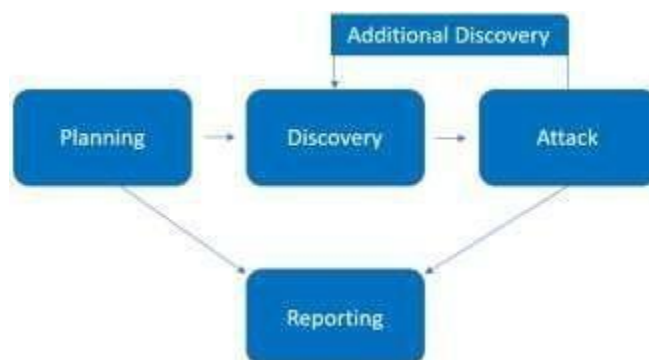 Additional Discovery
Planning
Discovery
Attack
Reporting